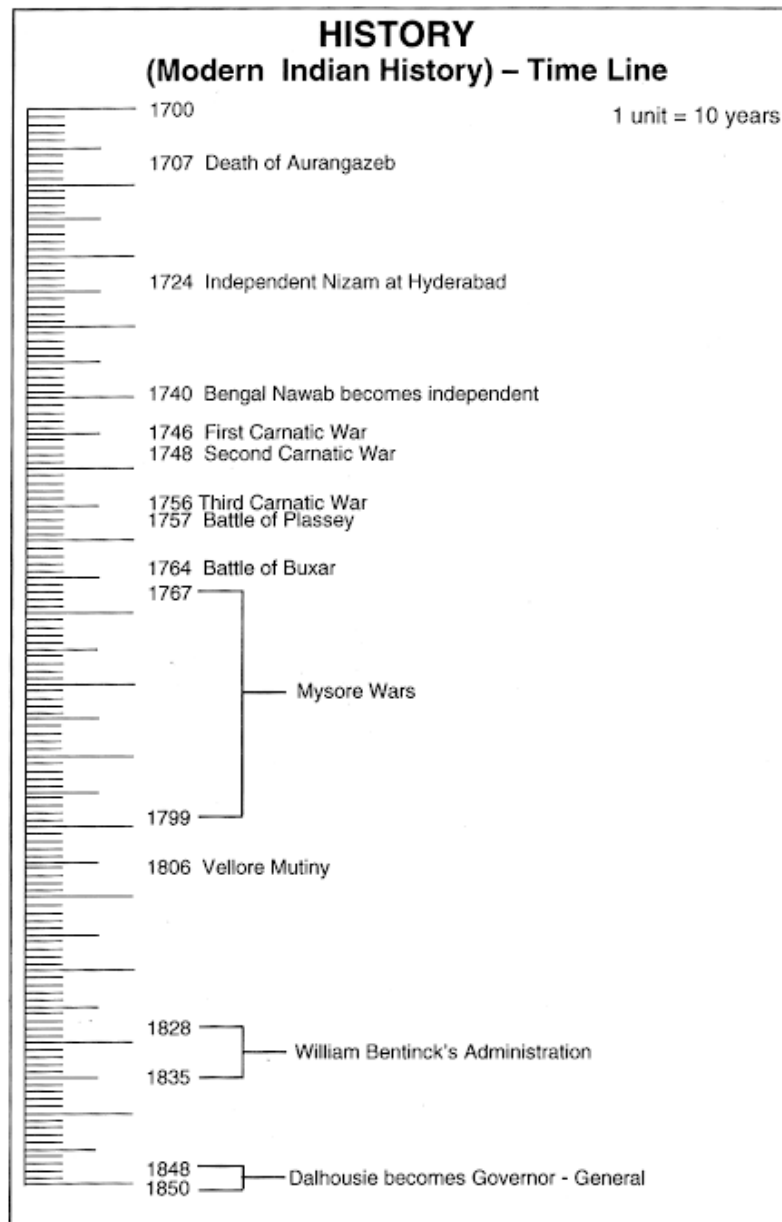 HISTORY
(Modern Indian History) – Time Line
1700
1 unit = 10 years
1707 Death of Aurangazeb
1724 Independent Nizam at Hyderabad
1740 Bengal Nawab becomes independent
1746 First Carnatic War
1748 Second Carnatic War
1756 Third Carnatic War
1757 Battle of Plassey
1764 Battle of Buxar
1767
Mysore Wars
1799
1806 Vellore Mutiny
1828
William Bentinck's Administration
1835
1848
Dalhousie becomes Governor - General
1850